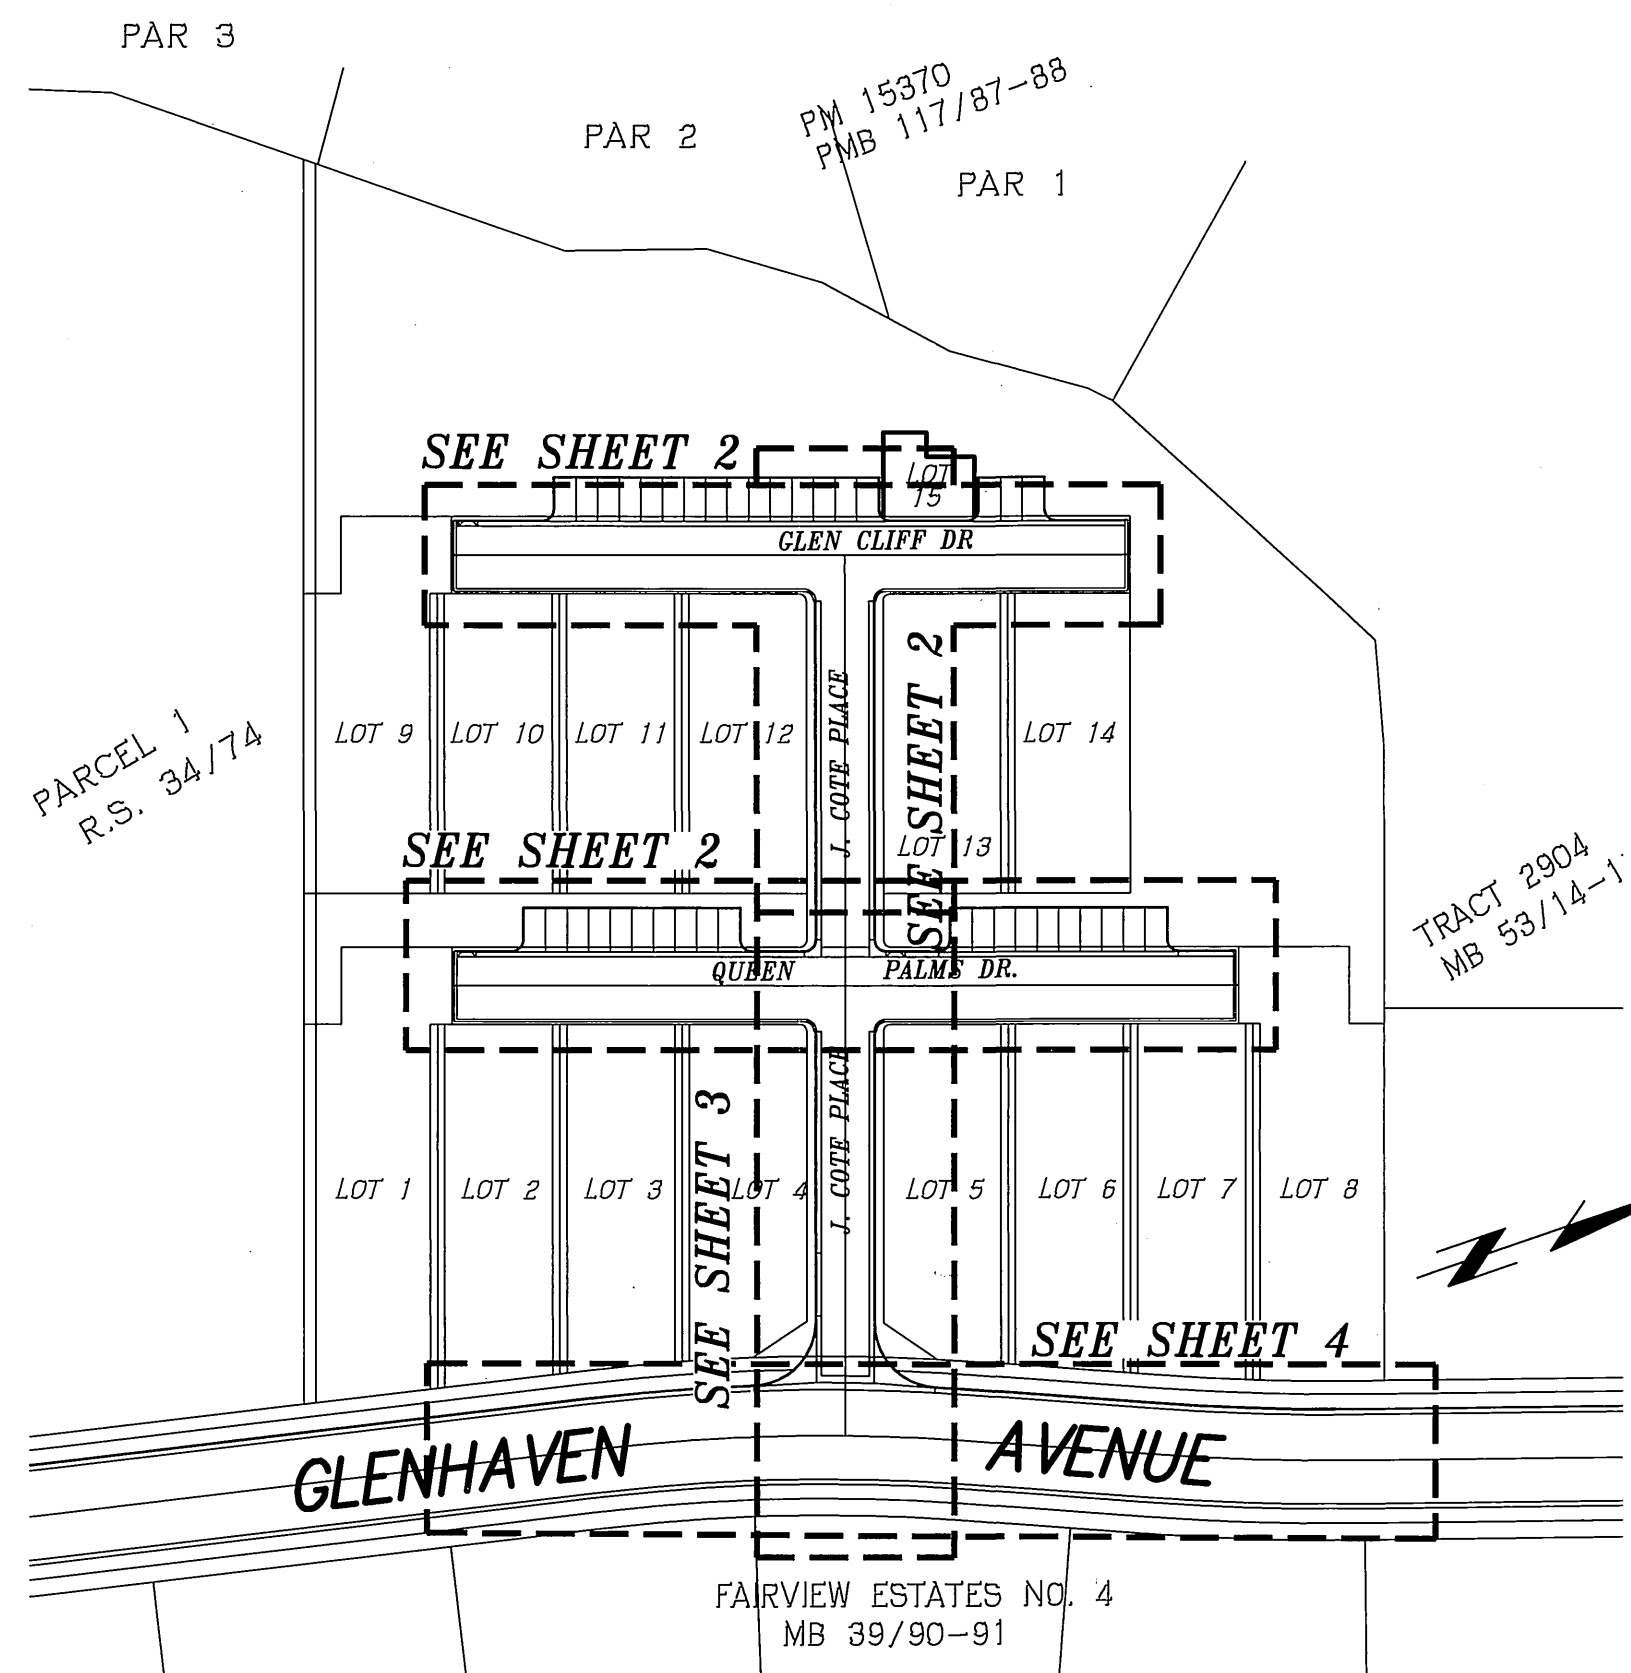 PAR 3
PM 15370
PMB 117/87-88
PAR 2
PAR 1
SEE SHEET 2
LOT
15
GLEN CLIFF DR
SEE SHEET 2
J. COTE PLACE
PARCEL 1
R.S. 34/74
LOT 9
LOT 10
LOT 11
LOT 12
LOT 14
LOT 13
SEE SHEET 2
TRACT 2904
MB 53/14-1
QUEEN PALMS DR.
J. COTE PLACE
SEE SHEET 3
LOT 1
LOT 2
LOT 3
LOT 4
LOT 5
LOT 6
LOT 7
LOT 8
SEE SHEET 4
GLENHAVEN AVENUE
FAIRVIEW ESTATES NO. 4
MB 39/90-91